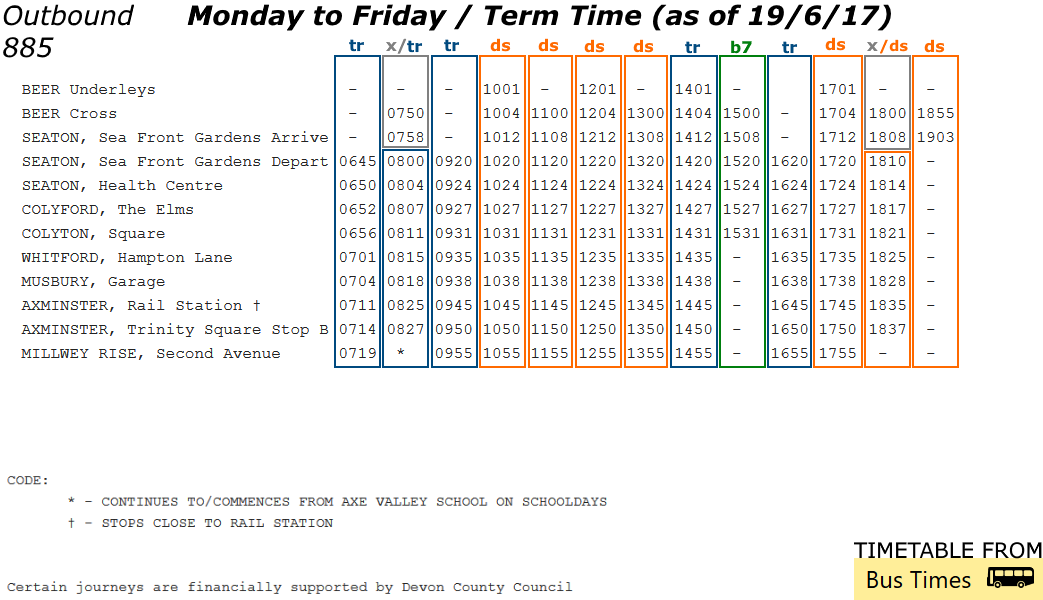 Outbound Monday to Friday / Term Time (as of 19/6/17)
885 tr x/tr tr ds ds ds ds tr b7 tr ds x/ds ds
BEER Underleys – – – 1001 – 1201 – 1401 – 1701 – –
BEER Cross – 0750 – 1004 1100 1204 1300 1404 1500 – 1704 1800 1855
SEATON, Sea Front Gardens Arrive – 0758 – 1012 1108 1212 1308 1412 1508 – 1712 1808 1903
SEATON, Sea Front Gardens Depart 0645 0800 0920 1020 1120 1220 1320 1420 1520 1620 1720 1810 –
SEATON, Health Centre 0650 0804 0924 1024 1124 1224 1324 1424 1524 1624 1724 1814 –
COLYFORD, The Elms 0652 0807 0927 1027 1127 1227 1327 1427 1527 1627 1727 1817 –
COLYTON, Square 0656 0811 0931 1031 1131 1231 1331 1431 1531 1631 1731 1821 –
WHITFORD, Hampton Lane 0701 0815 0935 1035 1135 1235 1335 1435 – 1635 1735 1825 –
MUSBURY, Garage 0704 0818 0938 1038 1138 1238 1338 1438 – 1638 1738 1828 –
AXMINSTER, Rail Station † 0711 0825 0945 1045 1145 1245 1345 1445 – 1645 1745 1835 –
AXMINSTER, Trinity Square Stop B 0714 0827 0950 1050 1150 1250 1350 1450 – 1650 1750 1837 –
MILLWEY RISE, Second Avenue 0719 * 0955 1055 1155 1255 1355 1455 – 1655 1755 – –
CODE:
* – CONTINUES TO/COMMENCES FROM AXE VALLEY SCHOOL ON SCHOOLDAYS
† – STOPS CLOSE TO RAIL STATION
TIMETABLE FROM
Bus Times
Certain journeys are financially supported by Devon County Council